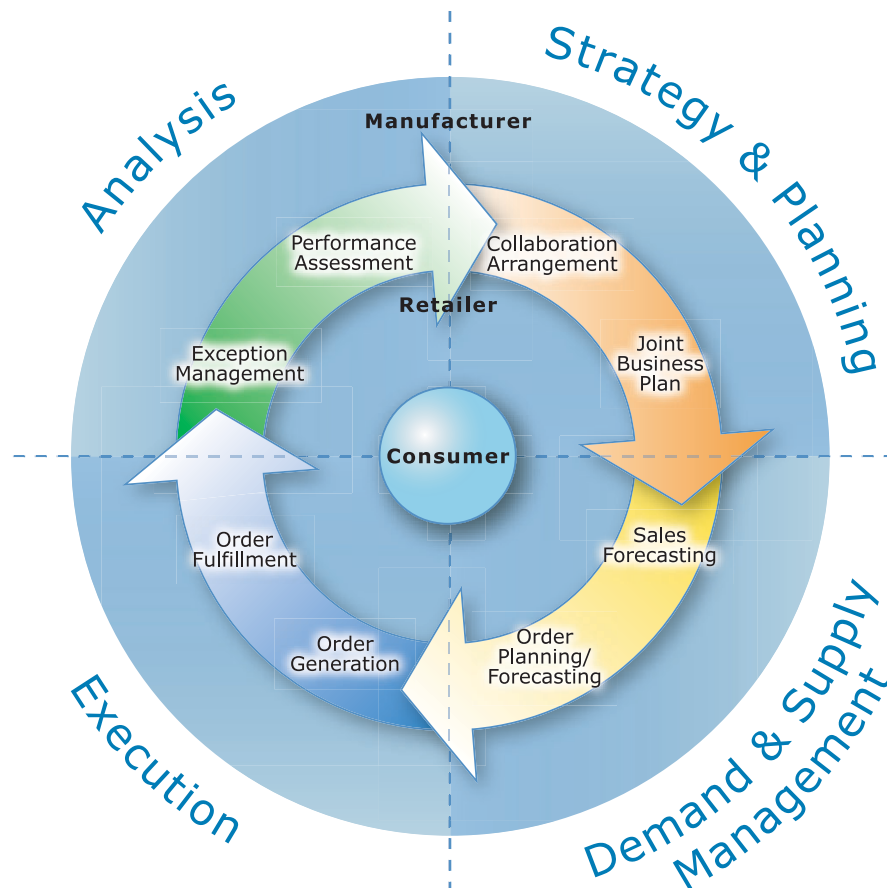 Analysis
Strategy & Planning
Manufacturer
Performance
Assessment
Collaboration
Arrangement
Retailer
Exception
Management
Joint
Business
Plan
Consumer
Order
Fulfillment
Sales
Forecasting
Order
Generation
Order
Planning/
Forecasting
Execution
Demand & Supply
Management